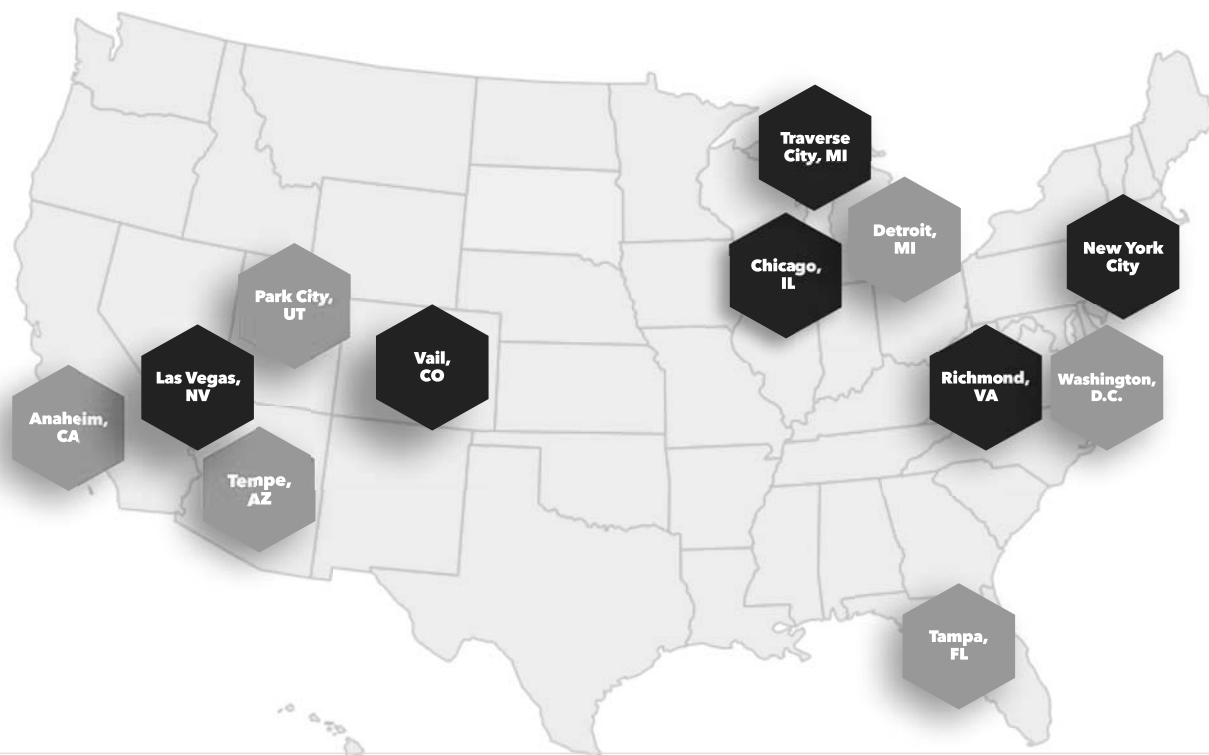 Traverse
City, MI
Detroit,
MI
New York
City
Chicago,
IL
Park City,
UT
Vail,
CO
Las Vegas,
NV
Richmond,
VA
Washington,
D.C.
Anaheim,
CA
Tempe,
AZ
Tampa,
FL